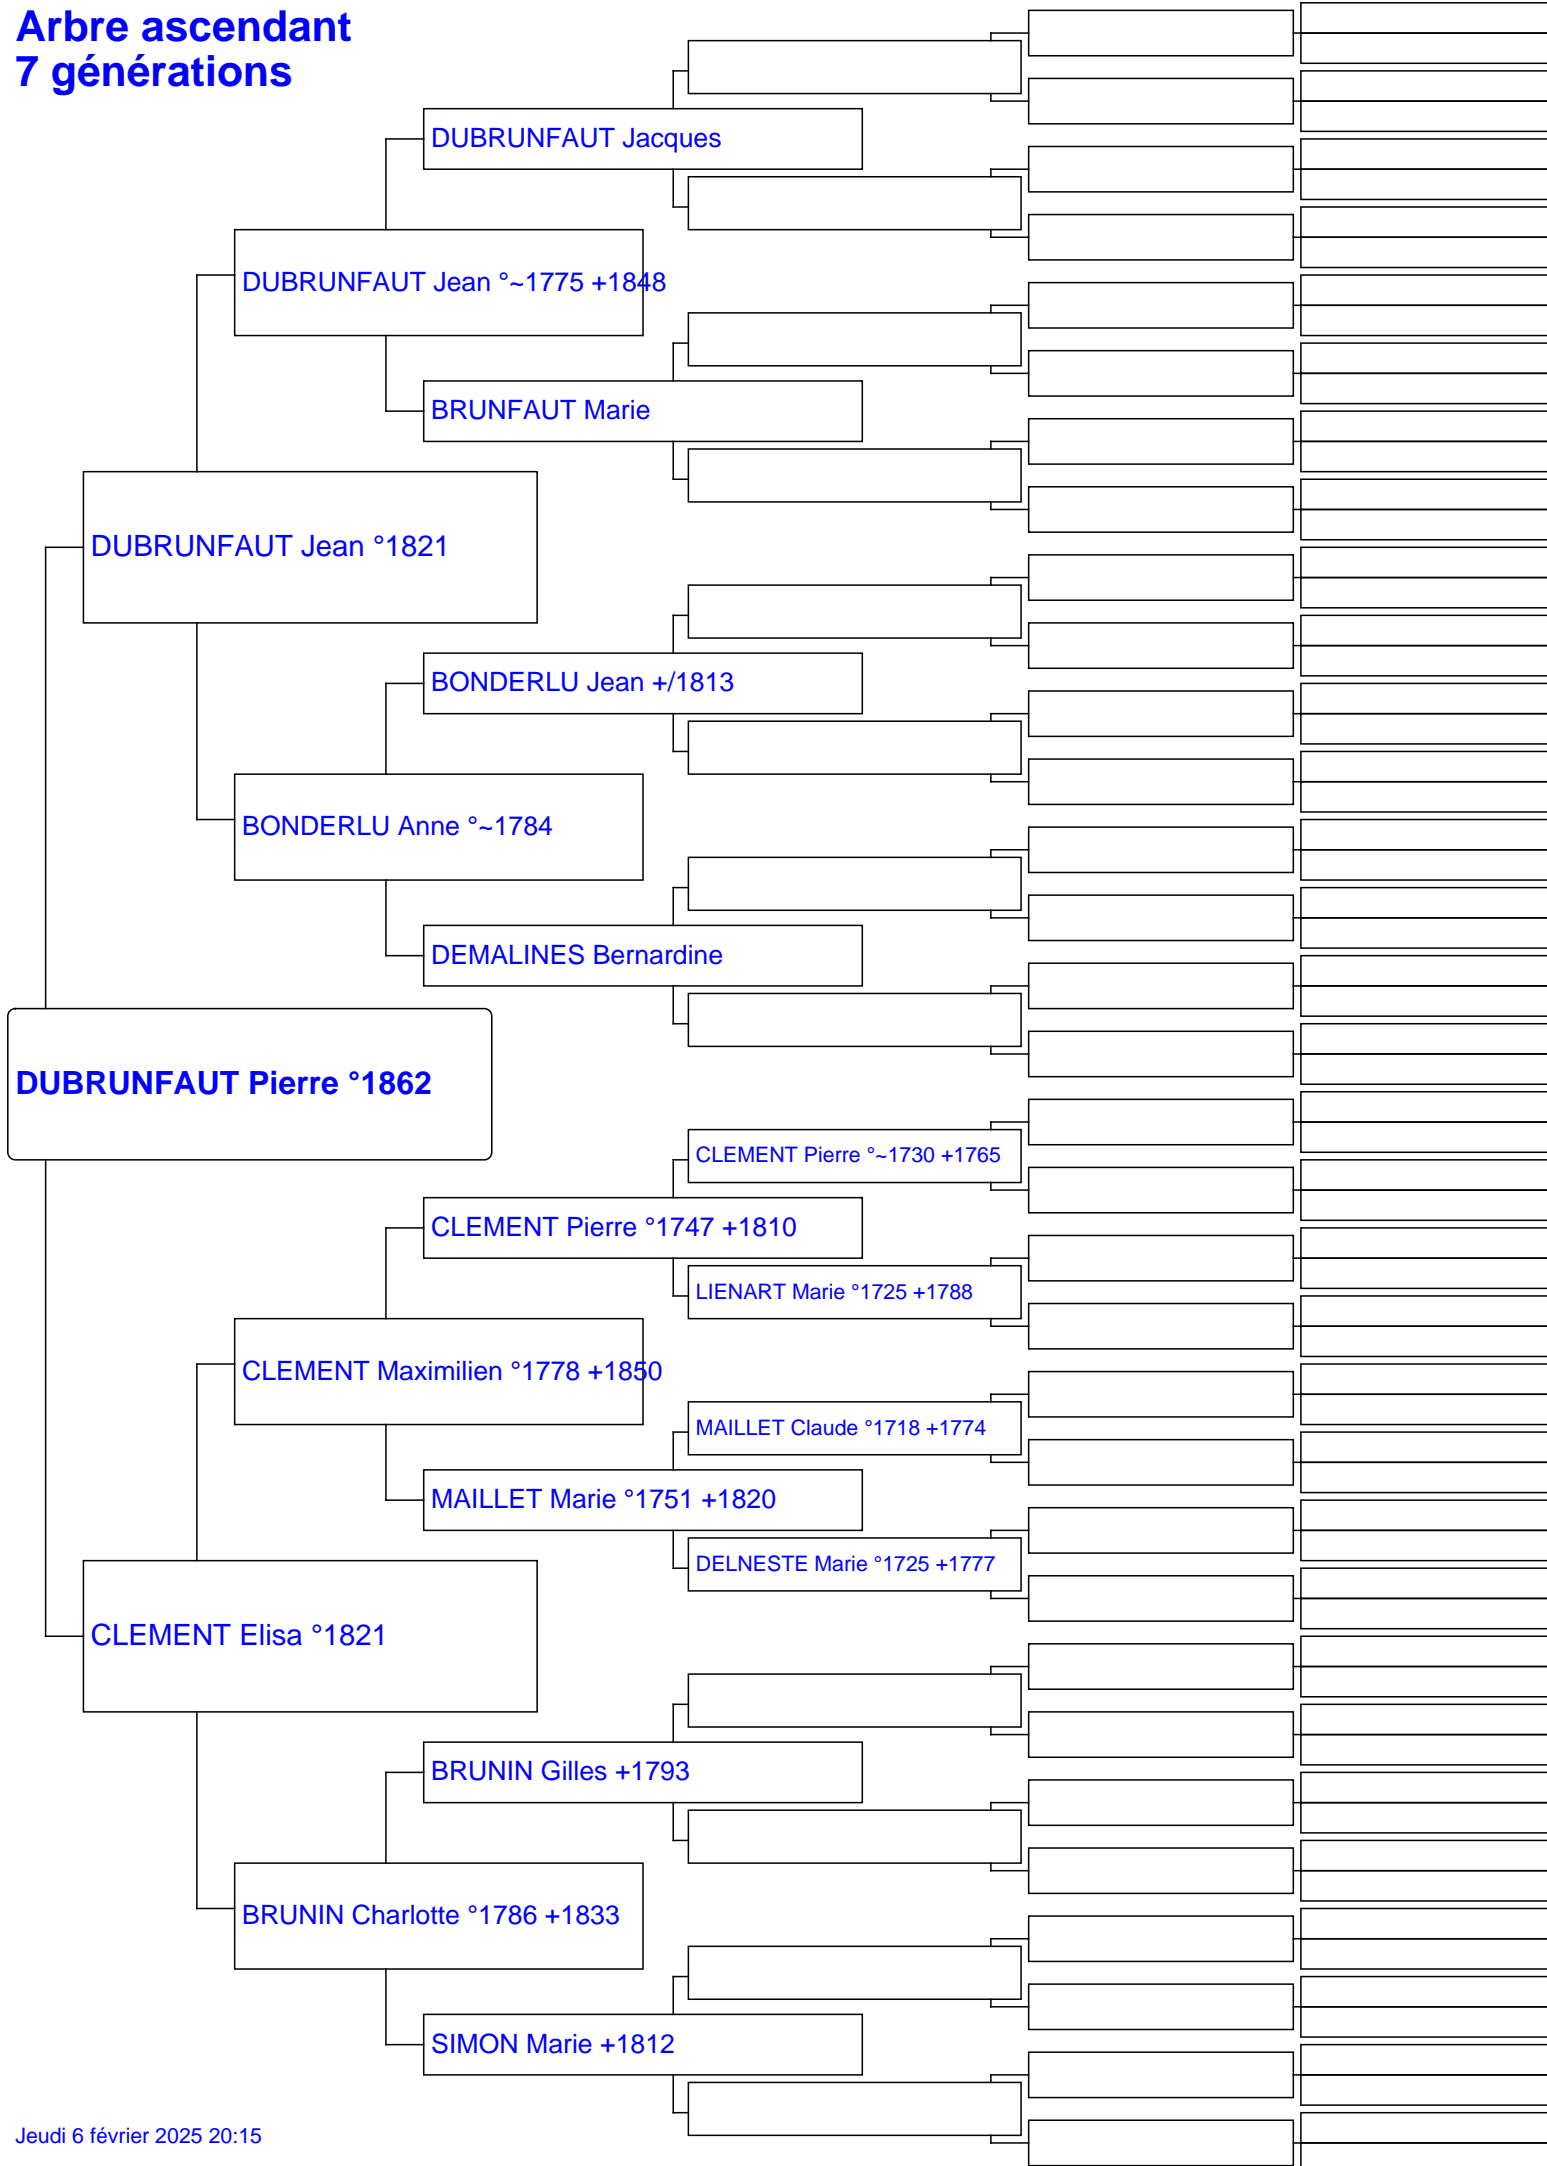 Arbre ascendant
7 générations
DUBRUNFAUT Jacques
DUBRUNFAUT Jean °~1775 +1848
BRUNFAUT Marie
DUBRUNFAUT Jean °1821
BONDERLU Jean +/1813
BONDERLU Anne °~1784
DEMALINES Bernardine
DUBRUNFAUT Pierre °1862
CLEMENT Pierre °~1730 +1765
CLEMENT Pierre °1747 +1810
LIENART Marie °1725 +1788
CLEMENT Maximilien °1778 +1850
MAILLET Claude °1718 +1774
MAILLET Marie °1751 +1820
DELNESTE Marie °1725 +1777
CLEMENT Elisa °1821
BRUNIN Gilles +1793
BRUNIN Charlotte °1786 +1833
SIMON Marie +1812
Jeudi 6 février 2025 20:15